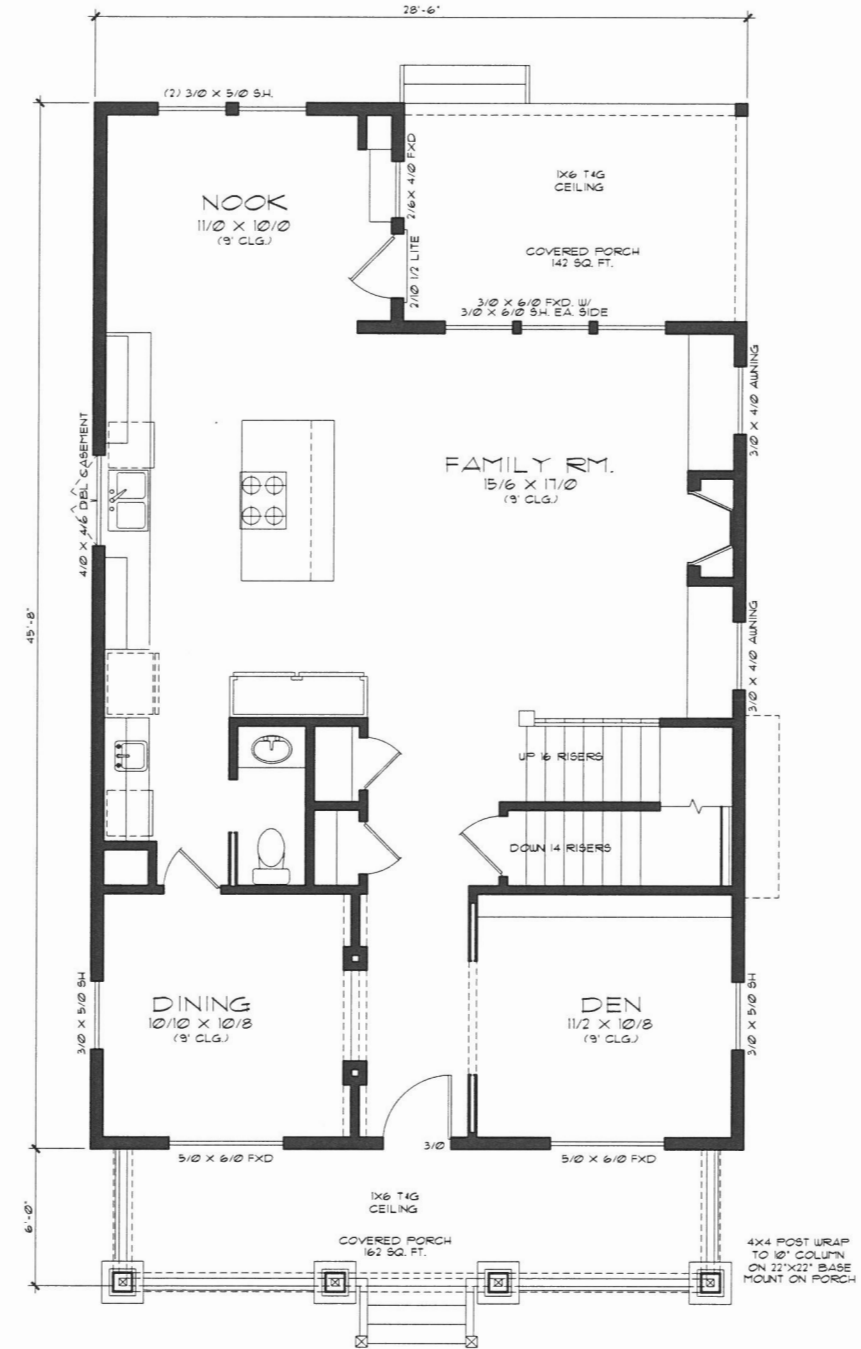 28'-6"
(2) 3/0 X 5/0 S.H.
NOOK
11/0 X 10/0
(9' CLG.)
2/6 X 4/0 FXD
2/10 1/2 LITE
1X6 T&G
CEILING
COVERED PORCH
142 SQ. FT.
3/0 X 6/0 FXD. W/
3/0 X 6/0 S.H. EA. SIDE
3/0 X 4/0 AWNING
4/0 X 4/6 DBL CASEMENT
FAMILY RM.
15/6 X 17/0
(9' CLG.)
45'-8"
3/0 X 4/0 AWNING
UP 16 RISERS
DOWN 14 RISERS
3/0 X 5/0 SH
DINING
10/10 X 10/8
(9' CLG.)
DEN
11/2 X 10/8
(9' CLG.)
3/0 X 5/0 SH
5/0 X 6/0 FXD
3/0
5/0 X 6/0 FXD
6'-0"
1X6 T&G
CEILING
COVERED PORCH
162 SQ. FT.
4X4 POST WRAP
TO 10" COLUMN
ON 22"X22" BASE
MOUNT ON PORCH